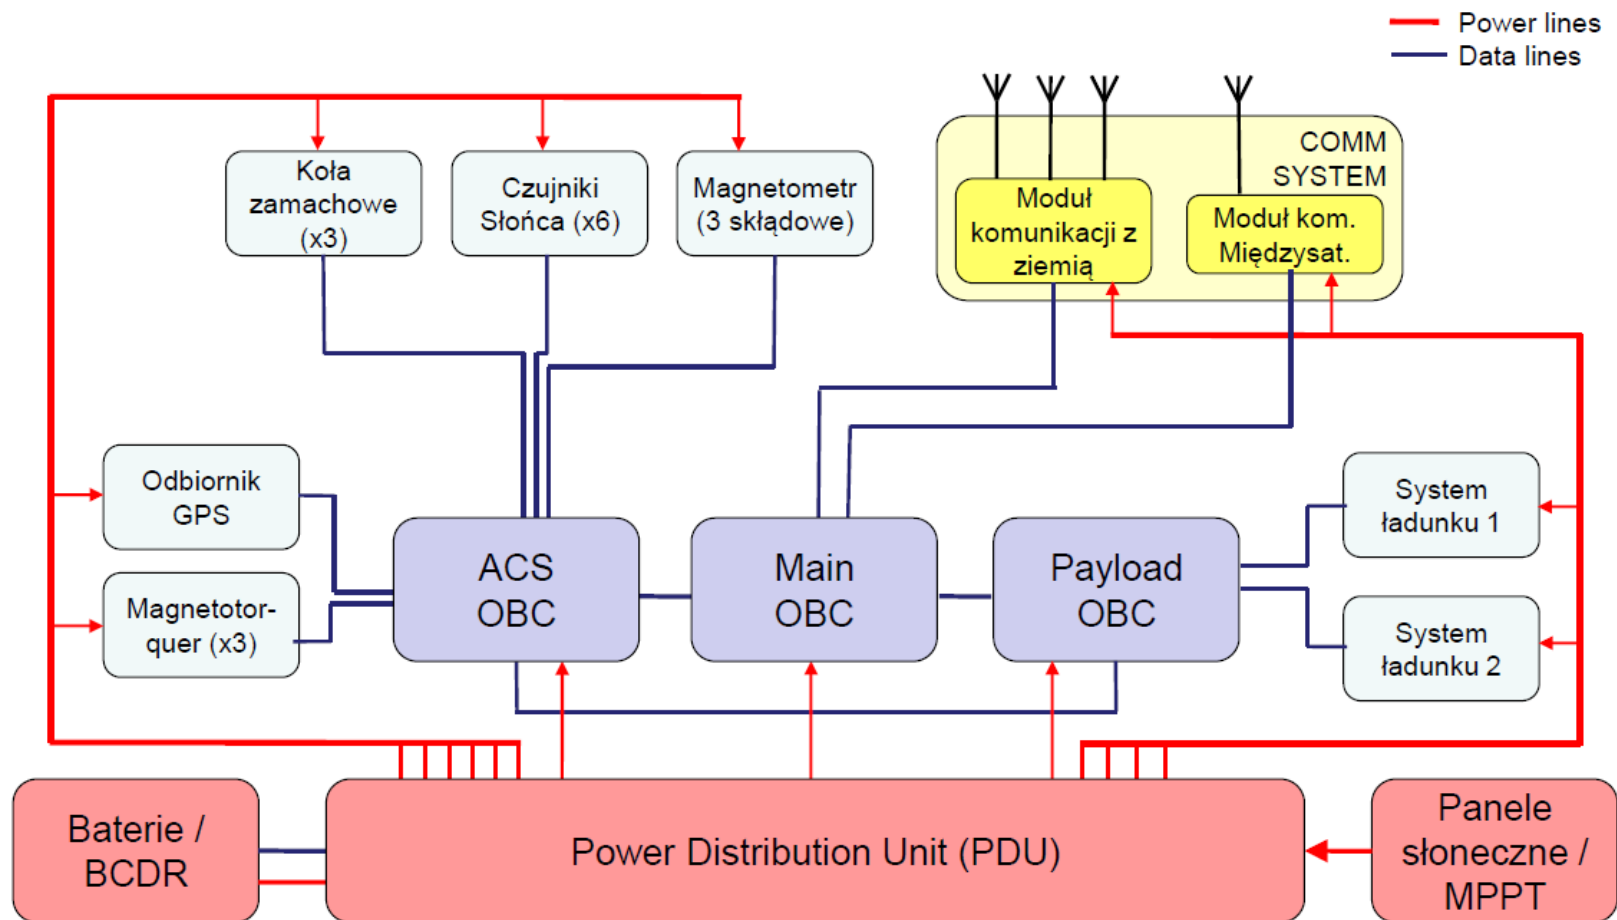 Power lines
Data lines
COMM
SYSTEM
Koła
zamachowe
(x3)
Czujniki
Słońca (x6)
Magnetometr
(3 skłądowe)
Moduł
komunikacji z
ziemią
Moduł kom.
Międzysat.
Odbiornik
GPS
Magnetotor-
quer (x3)
ACS
OBC
Main
OBC
Payload
OBC
System
ładunku 1
System
ładunku 2
Baterie /
BCDR
Power Distribution Unit (PDU)
Panele
słoneczne /
MPPT